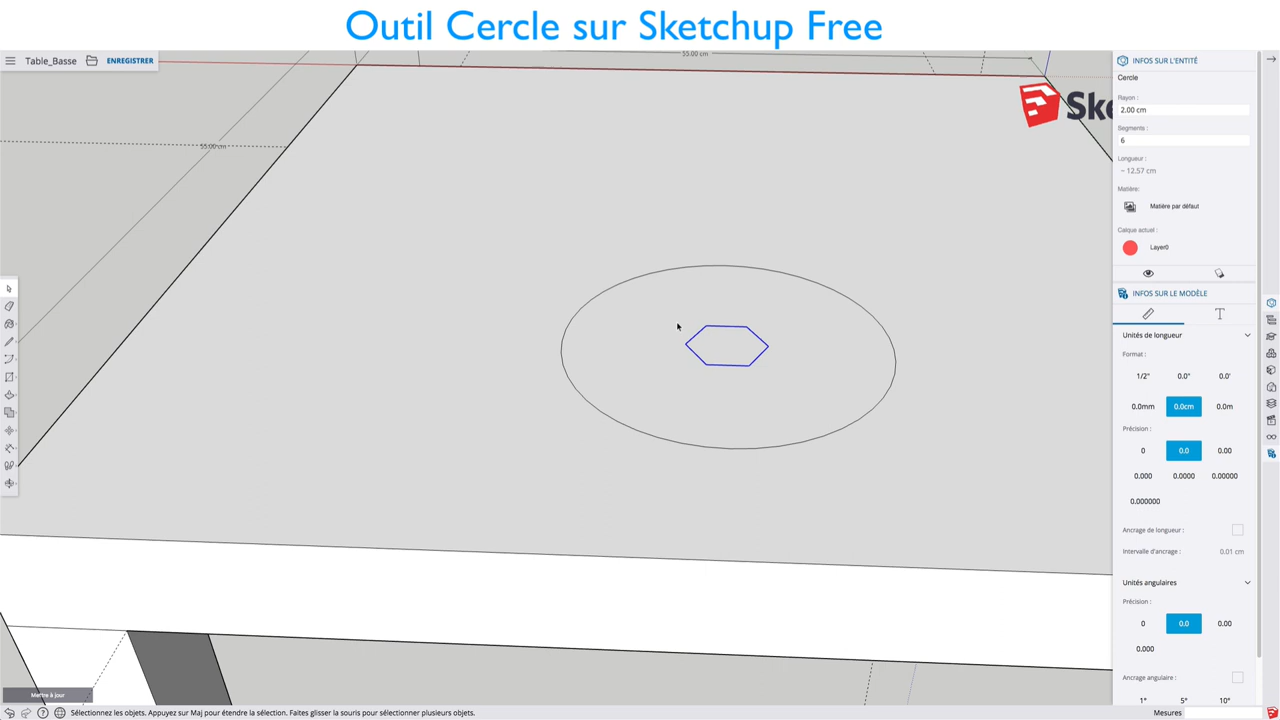 Outil Cercle sur Sketchup Free
Table_Basse ENREGISTRER
55.00 cm
55.00 cm
Ske
INFOS SUR L'ENTITÉ
Cercle
Rayon :
2.00 cm
Segments :
6
Longueur :
~ 12.57 cm
Matière:
Matière par défaut
Calque actuel :
Layer0
INFOS SUR LE MODÈLE
Unités de longueur
Format :
1/2" 0.0" 0.0'
0.0mm 0.0cm 0.0m
Précision :
0 0.0 0.00
0.000 0.0000 0.00000
0.000000
Ancrage de longueur :
Intervalle d'ancrage : 0.01 cm
Unités angulaires
Précision :
0 0.0 0.00
0.000
Ancrage angulaire :
1° 5° 10°
Mettre à jour
Sélectionnez les objets. Appuyez sur Maj pour étendre la sélection. Faites glisser la souris pour sélectionner plusieurs objets.
Mesures